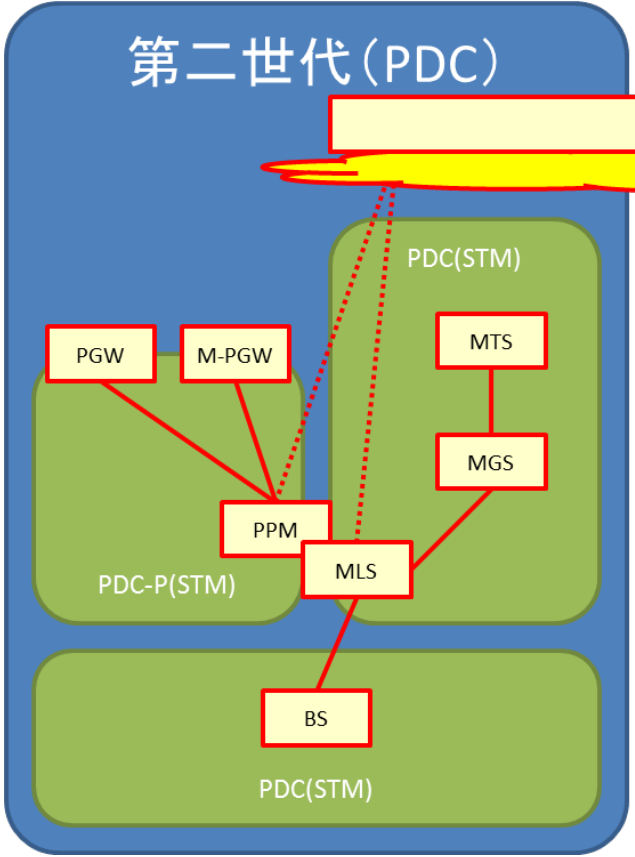 第二世代(PDC)
PDC(STM)
MTS
PGW
M-PGW
MGS
PPM
MLS
PDC-P(STM)
BS
PDC(STM)